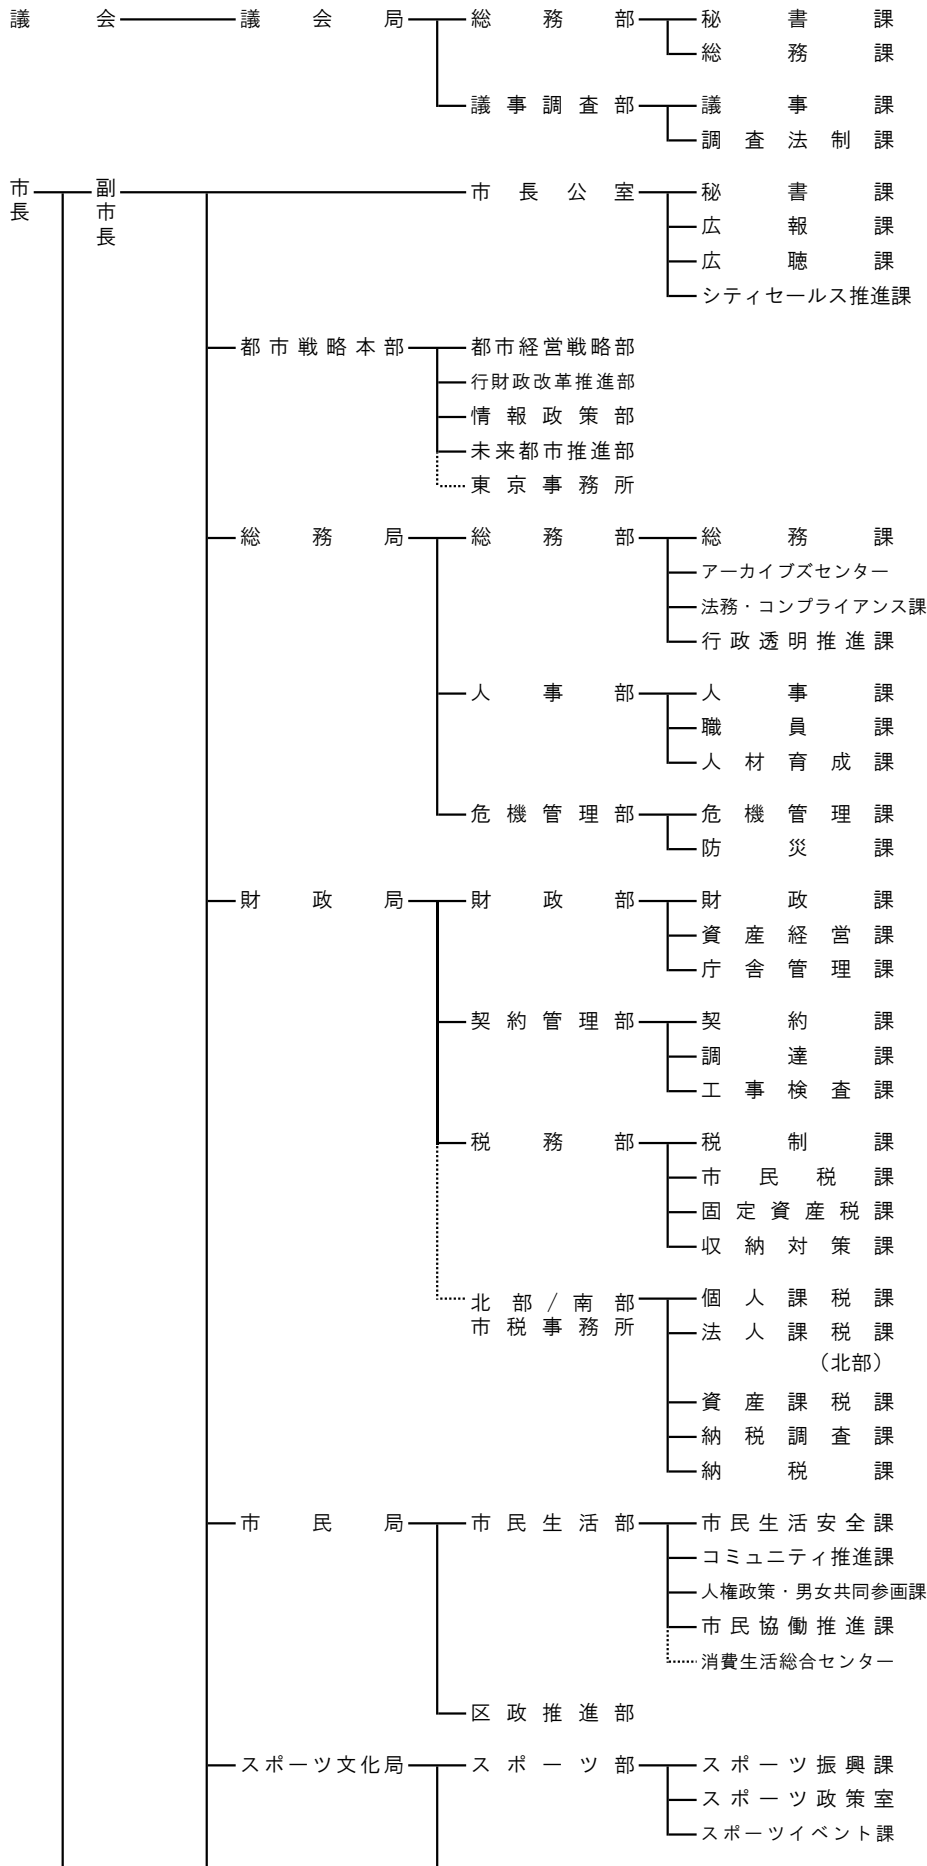 議会 議会局 総務部 秘書課
総務課
議事調査部 議事課
調査法制課
市長 副市長 市長公室 秘書課
広報課
広聴課
シティセールス推進課
都市戦略本部 都市経営戦略部
行財政改革推進部
情報政策部
未来都市推進部
東京事務所
総務局 総務部 総務課
アーカイブズセンター
法務・コンプライアンス課
行政透明推進課
人事部 人事課
職員課
人材育成課
危機管理部 危機管理課
防災課
財政局 財政部 財政課
資産経営課
庁舎管理課
契約管理部 契約課
調達課
工事検査課
税務部 税制課
市民税課
固定資産税課
収納対策課
北部/南部 個人課税課
市税事務所 法人課税課
（北部）
資産課税課
納税調査課
納税課
市民局 市民生活部 市民生活安全課
コミュニティ推進課
人権政策・男女共同参画課
市民協働推進課
消費生活総合センター
区政推進部
スポーツ文化局 スポーツ部 スポーツ振興課
スポーツ政策室
スポーツイベント課